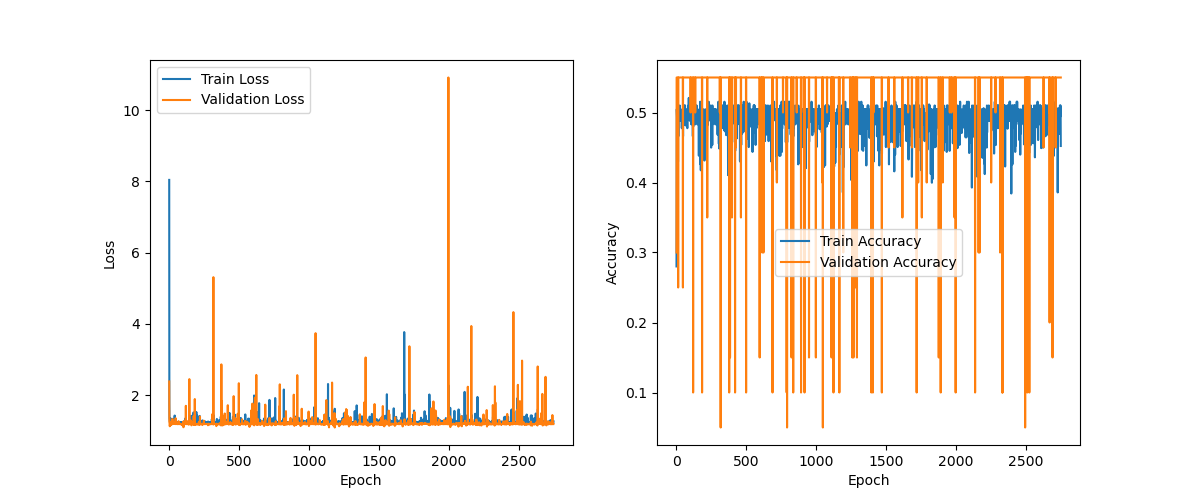 Train Loss
Validation Loss
10
8
6
4
2
Loss
0
500
1000
1500
2000
2500
Epoch
0.5
0.4
0.3
0.2
0.1
Accuracy
Train Accuracy
Validation Accuracy
0
500
1000
1500
2000
2500
Epoch